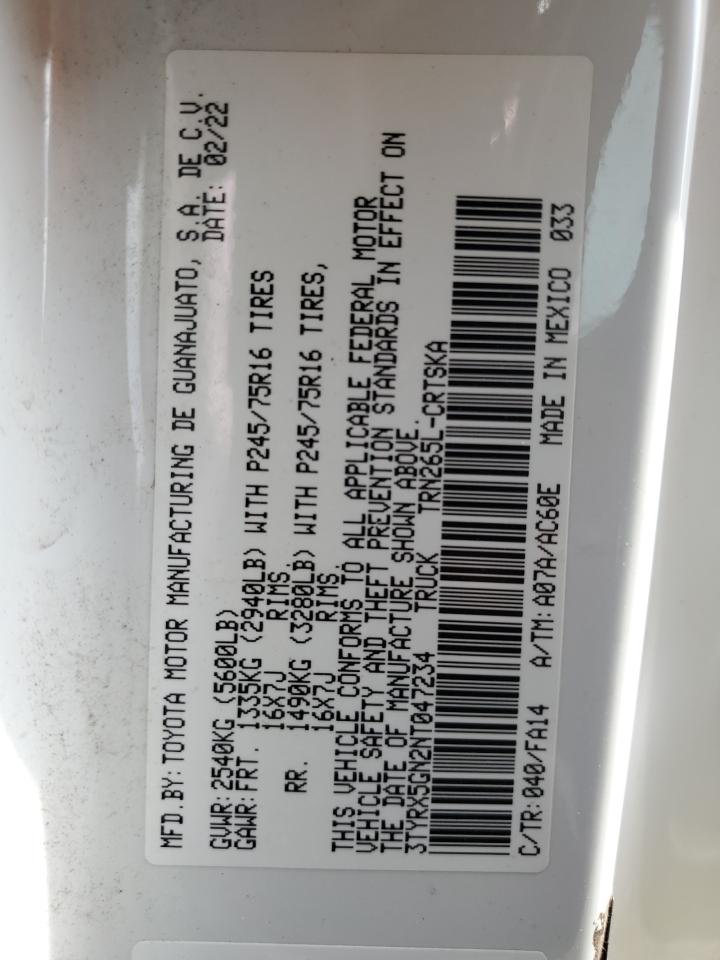 MFD.BY: TOYOTA MOTOR MANUFACTURING DE GUANAJUATO, S.A. DE C.V.
DATE: 02/22
GVWR: 2540KG (5600LB)
GAWR: FRT. 1335KG (2940LB) WITH P245/75R16 TIRES
16X7J RIMS.
RR. 1490KG (3280LB) WITH P245/75R16 TIRES,
16X7J RIMS.
THIS VEHICLE CONFORMS TO ALL APPLICABLE FEDERAL MOTOR
VEHICLE SAFETY AND THEFT PREVENTION STANDARDS IN EFFECT ON
THE DATE OF MANUFACTURE SHOWN ABOVE.
3TYRX5GN2NT047234 TRUCK TRN265L-CRTSKA
C/TR: 040/FA14 A/TM: A07A/AC60E MADE IN MEXICO 033